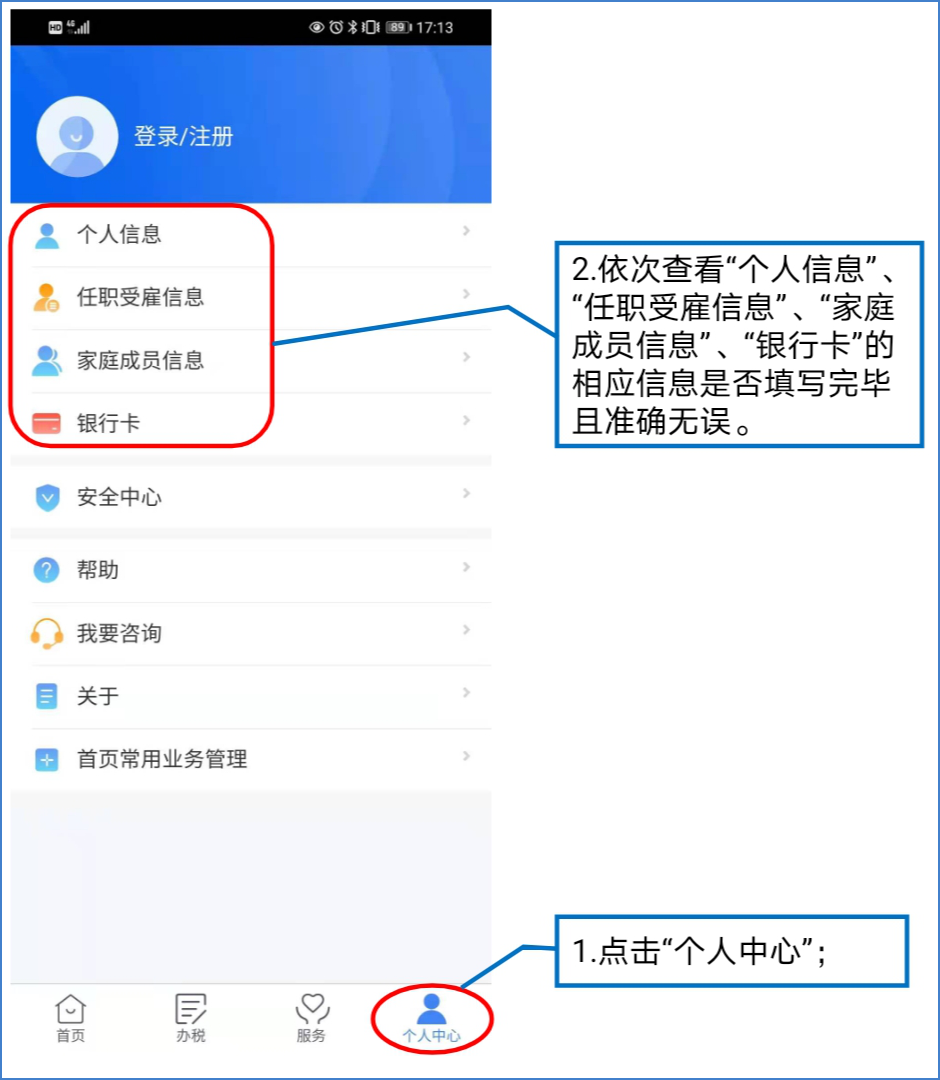 HD 4G 89 17:13
登录/注册
个人信息
任职受雇信息
家庭成员信息
银行卡
安全中心
帮助
我要咨询
关于
首页常用业务管理
首页
办税
服务
个人中心
2.依次查看“个人信息”、
“任职受雇信息”、“家庭
成员信息”、“银行卡”的
相应信息是否填写完毕
且准确无误。
1.点击“个人中心”；